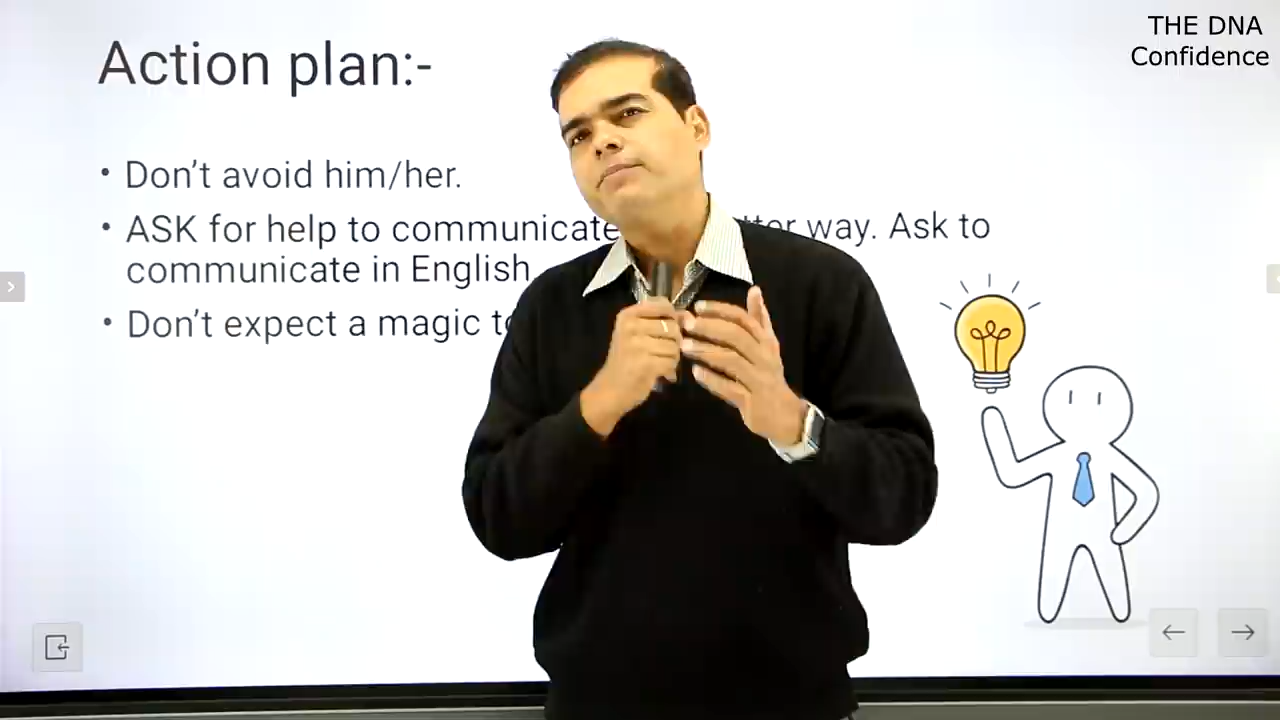 THE DNA
Confidence
Action plan:-
• Don't avoid him/her.
• ASK for help to communicate way. Ask to
communicate in English
• Don't expect a magic